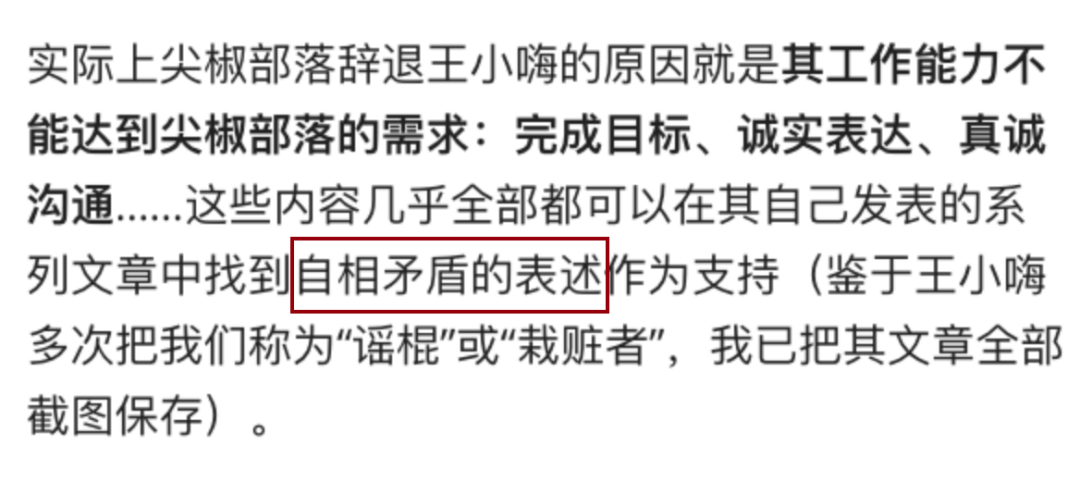 实际上尖椒部落辞退王小嗨的原因就是其工作能力不
能达到尖椒部落的需求：完成目标、诚实表达、真诚
沟通……这些内容几乎全部都可以在其自己发表的系
列文章中找到自相矛盾的表述作为支持（鉴于王小嗨
多次把我们称为“谣棍”或“栽赃者”，我已把其文章全部
截图保存）。